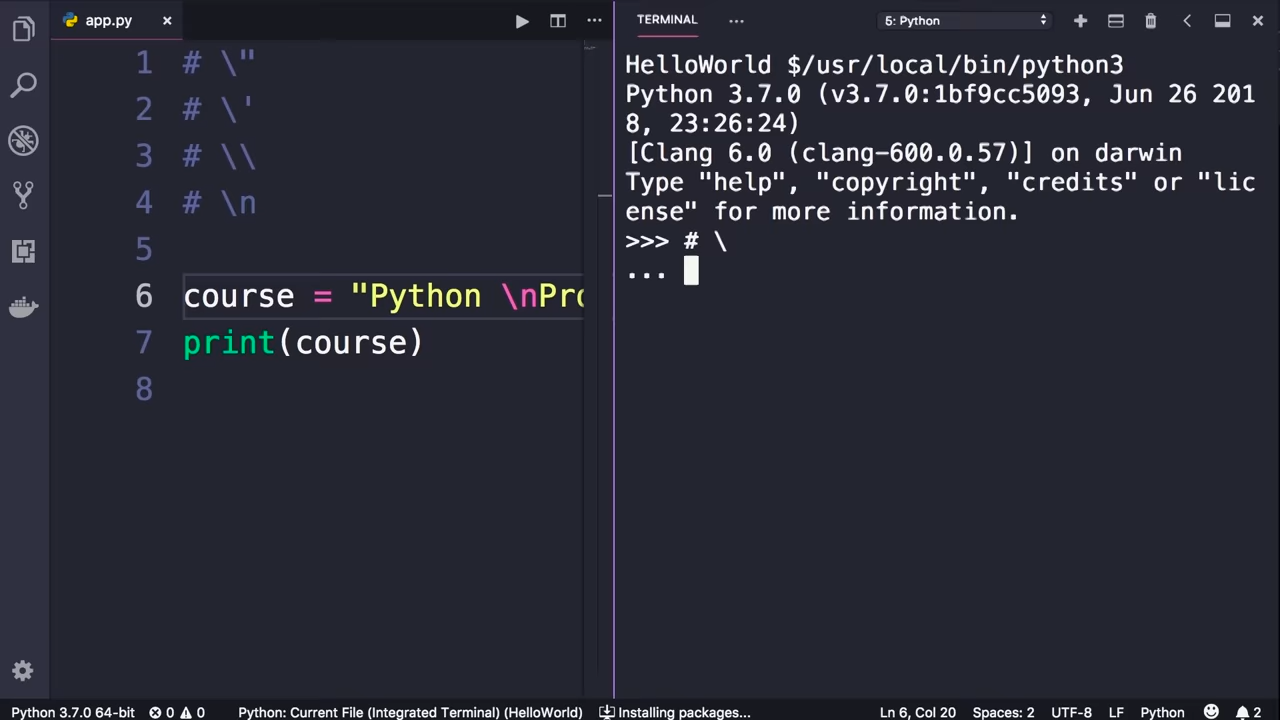 app.py
TERMINAL
5: Python
1 # \"
2 # \'
3 # \\
4 # \n
5
6 course = "Python \nPro
7 print(course)
8
HelloWorld $/usr/local/bin/python3
Python 3.7.0 (v3.7.0:1bf9cc5093, Jun 26 201
8, 23:26:24)
[Clang 6.0 (clang-600.0.57)] on darwin
Type "help", "copyright", "credits" or "lic
ense" for more information.
>>> # \
...
Python 3.7.0 64-bit 0 0 Python: Current File (Integrated Terminal) (HelloWorld) Installing packages... Ln 6, Col 20 Spaces: 2 UTF-8 LF Python 2